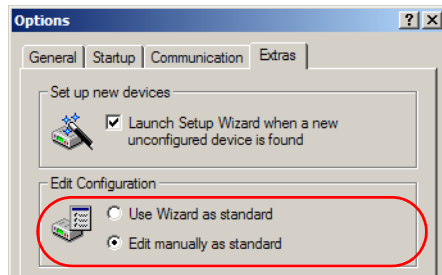 Options
General Startup Communication Extras
Set up new devices
Launch Setup Wizard when a new
unconfigured device is found
Edit Configuration
Use Wizard as standard
Edit manually as standard